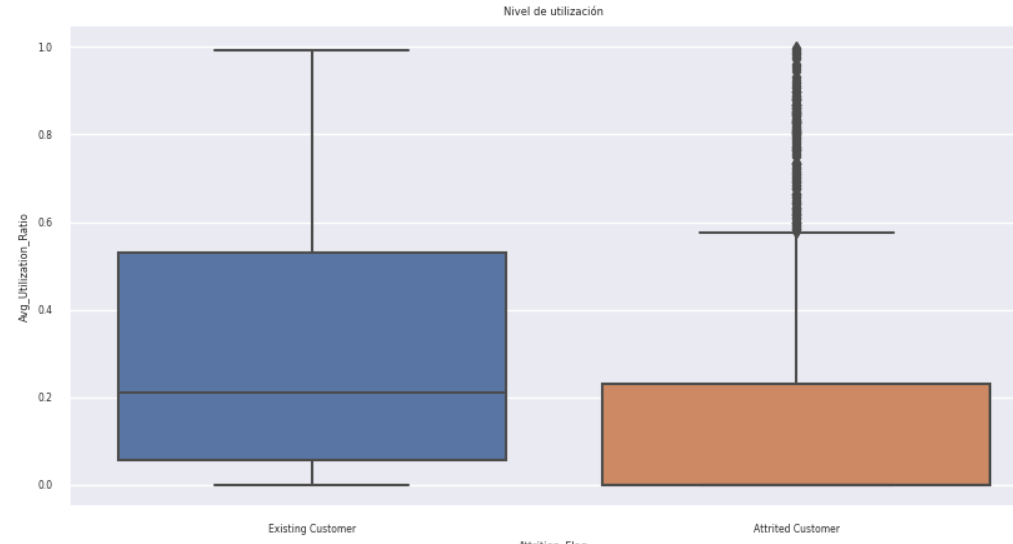 Nivel de utilización
1.0
0.8
0.6
0.4
0.2
0.0
Avg_Utilization_Ratio
Existing Customer
Attrited Customer
Attrition_Flag